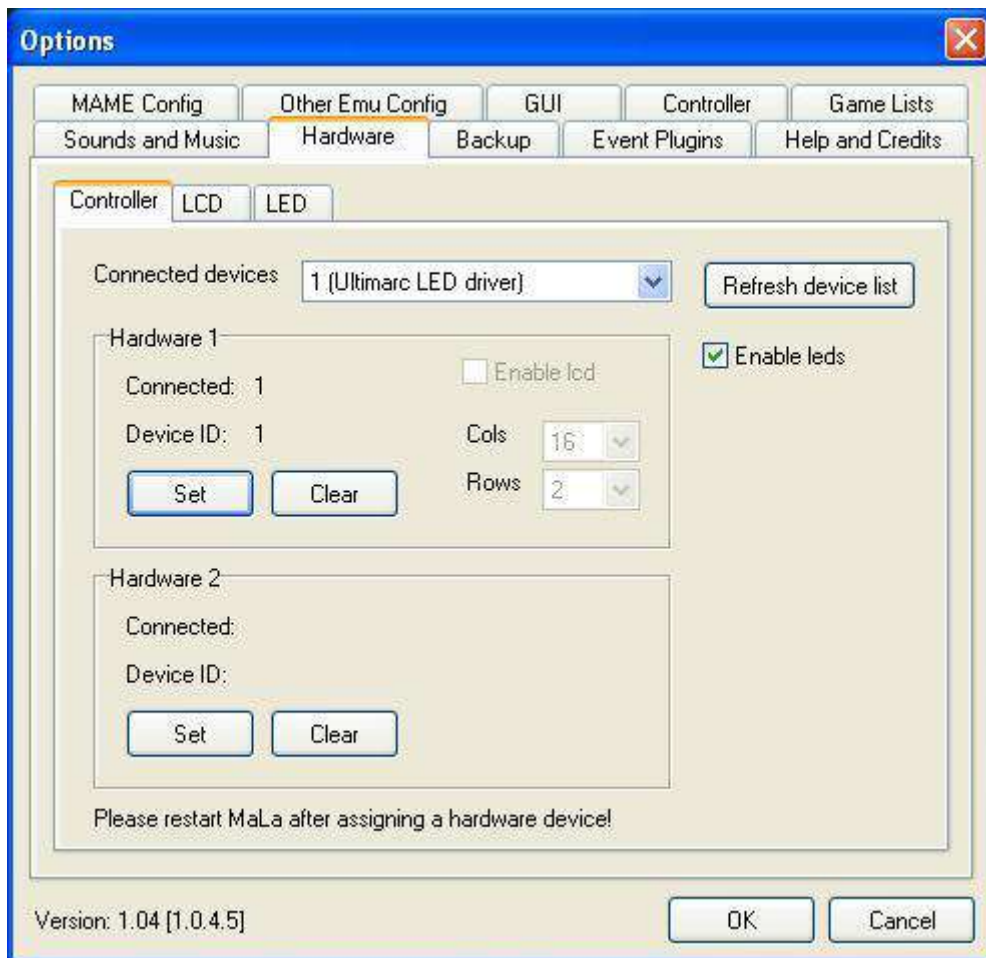 Options
MAME Config Other Emu Config GUI Controller Game Lists
Sounds and Music Hardware Backup Event Plugins Help and Credits
Controller LCD LED
Connected devices 1 (Ultimarc LED driver) Refresh device list
Hardware 1
Enable leds
Connected: 1 Enable lcd
Device ID: 1 Cols 16
Rows 2
Set Clear
Hardware 2
Connected:
Device ID:
Set Clear
Please restart MaLa after assigning a hardware device!
Version: 1.04 [1.0.4.5] OK Cancel